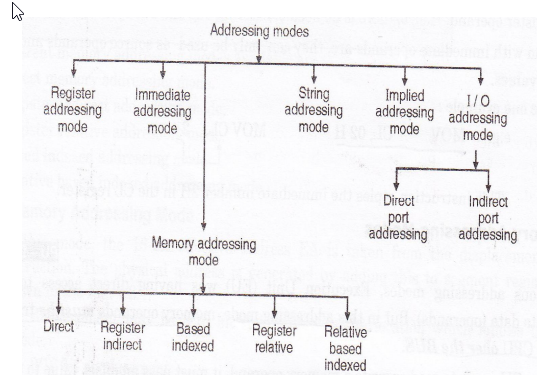 Addressing modes
Register
addressing
mode
Immediate
addressing
mode
String
addressing
mode
Implied
addressing
mode
I / O
addressing
mode
Direct
port
addressing
Indirect
port
addressing
Memory addressing
mode
Direct
Register
indirect
Based
indexed
Register
relative
Relative
based
indexed